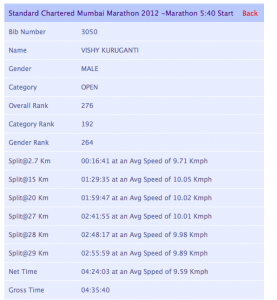 Standard Chartered Mumbai Marathon 2012 -Marathon 5:40 Start Back
Bib Number 3050
Name VISHY KURUGANTI
Gender MALE
Category OPEN
Overall Rank 276
Category Rank 192
Gender Rank 264
Split@2.7 Km 00:16:41 at an Avg Speed of 9.71 Kmph
Split@15 Km 01:29:35 at an Avg Speed of 10.05 Kmph
Split@20 Km 01:59:47 at an Avg Speed of 10.02 Kmph
Split@27 Km 02:41:55 at an Avg Speed of 10.01 Kmph
Split@28 Km 02:48:17 at an Avg Speed of 9.98 Kmph
Split@29 Km 02:55:59 at an Avg Speed of 9.89 Kmph
Net Time 04:24:03 at an Avg Spped of 9.59 Kmph
Gross Time 04:35:40